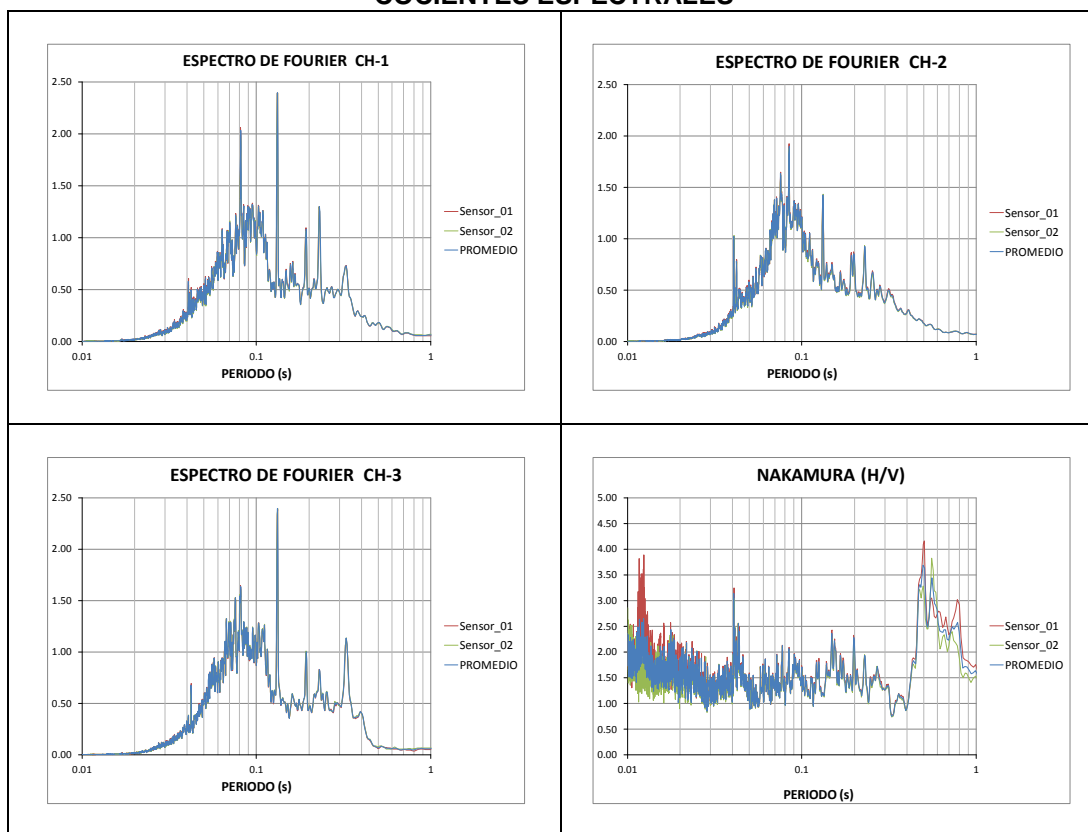 COCIENTES ESPECTRALES
ESPECTRO DE FOURIER CH-1
2.50
2.00
1.50
1.00
0.50
0.00
0.01
0.1
1
PERIODO (s)
Sensor_01
Sensor_02
PROMEDIO
ESPECTRO DE FOURIER CH-2
2.50
2.00
1.50
1.00
0.50
0.00
0.01
0.1
1
PERIODO (s)
Sensor_01
Sensor_02
PROMEDIO
ESPECTRO DE FOURIER CH-3
2.50
2.00
1.50
1.00
0.50
0.00
0.01
0.1
1
PERIODO (s)
Sensor_01
Sensor_02
PROMEDIO
NAKAMURA (H/V)
5.00
4.50
4.00
3.50
3.00
2.50
2.00
1.50
1.00
0.50
0.00
0.01
0.1
1
PERIODO (s)
Sensor_01
Sensor_02
PROMEDIO